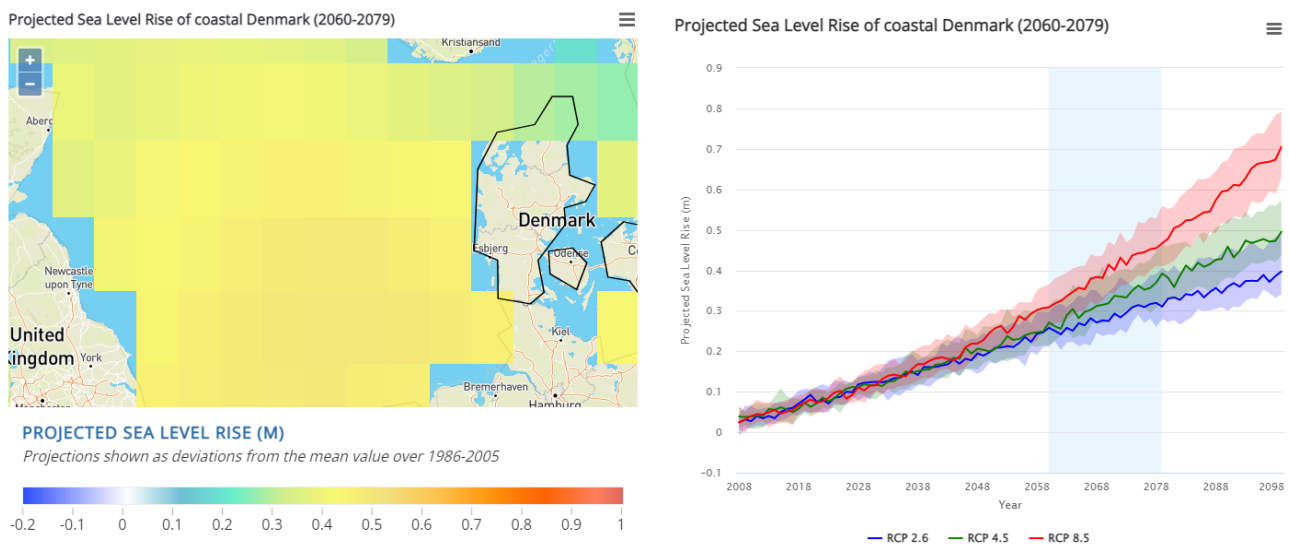 Projected Sea Level Rise of coastal Denmark (2060-2079)
+
−
Kristiansand
Aberd
Denmark
Esbjerg
Odense
C
Newcastle
upon Tyne
United
Kingdom
York
Kiel
Bremerhaven
Hamburg
PROJECTED SEA LEVEL RISE (M)
Projections shown as deviations from the mean value over 1986-2005
-0.2 -0.1 0 0.1 0.2 0.3 0.4 0.5 0.6 0.7 0.8 0.9 1
Projected Sea Level Rise of coastal Denmark (2060-2079)
Projected Sea Level Rise (m)
0.9
0.8
0.7
0.6
0.5
0.4
0.3
0.2
0.1
0
−0.1
2008 2018 2028 2038 2048 2058 2068 2078 2088 2098
Year
RCP 2.6 RCP 4.5 RCP 8.5